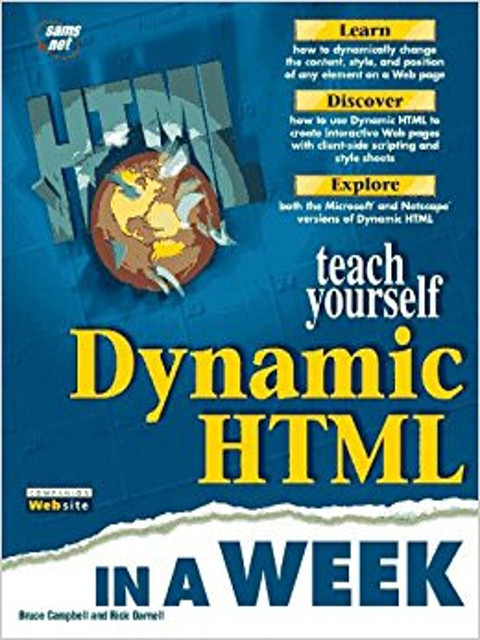 sams
net
Learn
how to dynamically change
the content, style, and position
of any element on a Web page
Discover
how to use Dynamic HTML to
create interactive Web pages
with client-side scripting and
style sheets
Explore
both the Microsoft® and Netscape®
versions of Dynamic HTML
HTML
teach
yourself
Dynamic
HTML
COMPANION
Website
IN A WEEK
Bruce Campbell and Rick Darnell